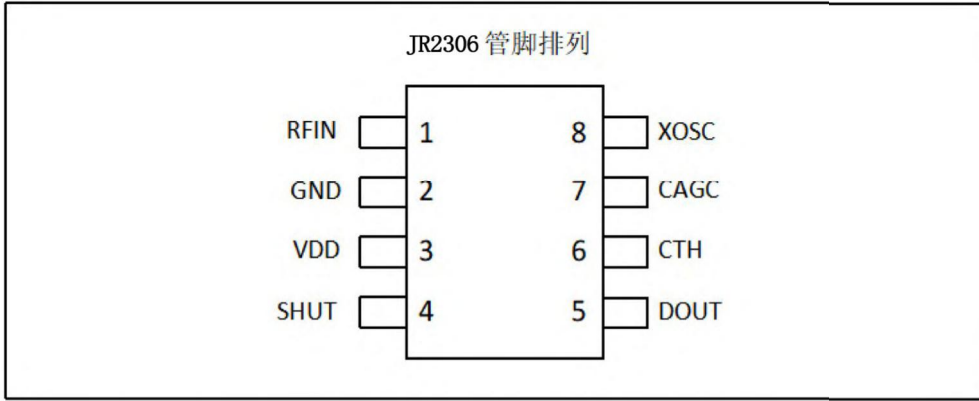 JR2306 管脚排列
RFIN 1 8 XOSC
GND 2 7 CAGC
VDD 3 6 CTH
SHUT 4 5 DOUT